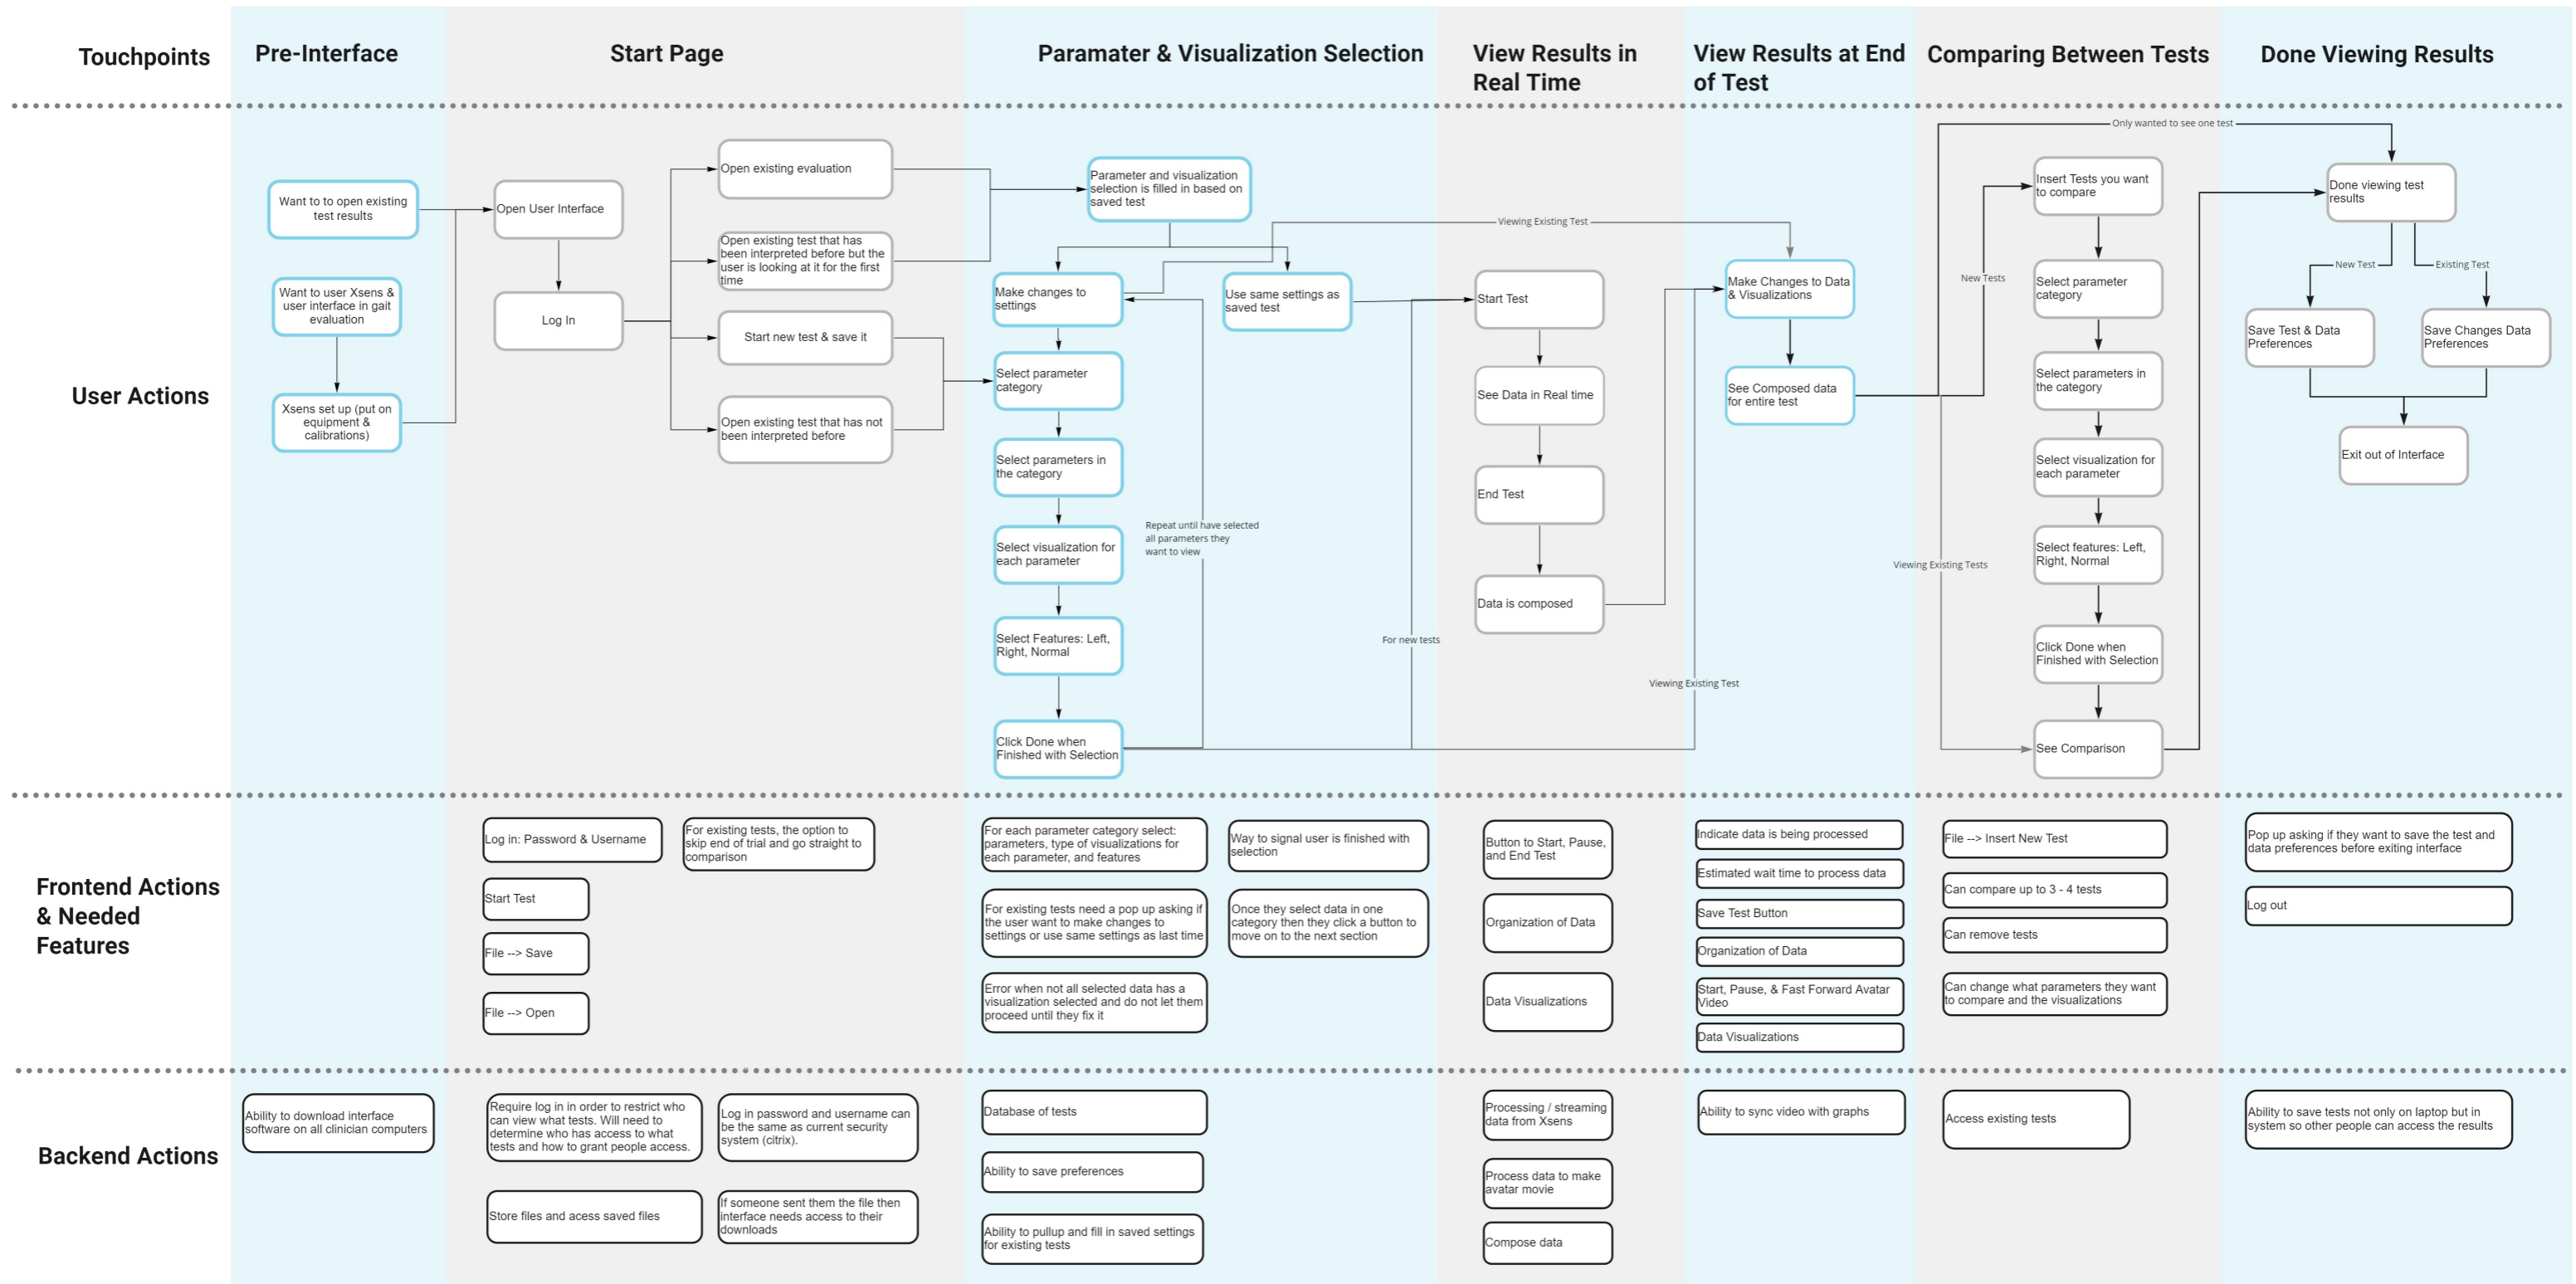 Touchpoints
Pre-Interface
Start Page
Paramater & Visualization Selection
View Results in
Real Time
View Results at End
of Test
Comparing Between Tests
Done Viewing Results
User Actions
Want to to open existing
test results
Want to user Xsens &
user interface in gait
evaluation
Xsens set up (put on
equipment &
calibrations)
Open User Interface
Log In
Open existing evaluation
Open existing test that has
been interpreted before but the
user is looking at it for the first
time
Start new test & save it
Open existing test that has not
been interpreted before
Parameter and visualization
selection is filled in based on
saved test
Make changes to
settings
Use same settings as
saved test
Select parameter
category
Select parameters in
the category
Select visualization for
each parameter
Select Features: Left,
Right, Normal
Click Done when
Finished with Selection
Repeat until have selected
all parameters they
want to view
For new tests
Viewing Existing Test
Viewing Existing Test
Start Test
See Data in Real time
End Test
Data is composed
Make Changes to Data
& Visualizations
See Composed data
for entire test
Only wanted to see one test
New Tests
Viewing Existing Tests
Insert Tests you want
to compare
Select parameter
category
Select parameters in
the category
Select visualization for
each parameter
Select features: Left,
Right, Normal
Click Done when
Finished with Selection
See Comparison
Done viewing test
results
New Test
Existing Test
Save Test & Data
Preferences
Save Changes Data
Preferences
Exit out of Interface
Frontend Actions
& Needed
Features
Log in: Password & Username
Start Test
File --> Save
File --> Open
For existing tests, the option to
skip end of trial and go straight to
comparison
For each parameter category select:
parameters, type of visualizations for
each parameter, and features
For existing tests need a pop up asking if
the user want to make changes to
settings or use same settings as last time
Error when not all selected data has a
visualization selected and do not let them
proceed until they fix it
Way to signal user is finished with
selection
Once they select data in one
category then they click a button to
move on to the next section
Button to Start, Pause,
and End Test
Organization of Data
Data Visualizations
Indicate data is being processed
Estimated wait time to process data
Save Test Button
Organization of Data
Start, Pause, & Fast Forward Avatar
Video
Data Visualizations
File --> Insert New Test
Can compare up to 3 - 4 tests
Can remove tests
Can change what parameters they want
to compare and the visualizations
Pop up asking if they want to save the test and
data preferences before exiting interface
Log out
Backend Actions
Ability to download interface
software on all clinician computers
Require log in in order to restrict who
can view what tests. Will need to
determine who has access to what
tests and how to grant people access.
Log in password and username can
be the same as current security
system (citrix).
Store files and acess saved files
If someone sent them the file then
interface needs access to their
downloads
Database of tests
Ability to save preferences
Ability to pullup and fill in saved settings
for existing tests
Processing / streaming
data from Xsens
Process data to make
avatar movie
Compose data
Ability to sync video with graphs
Access existing tests
Ability to save tests not only on laptop but in
system so other people can access the results